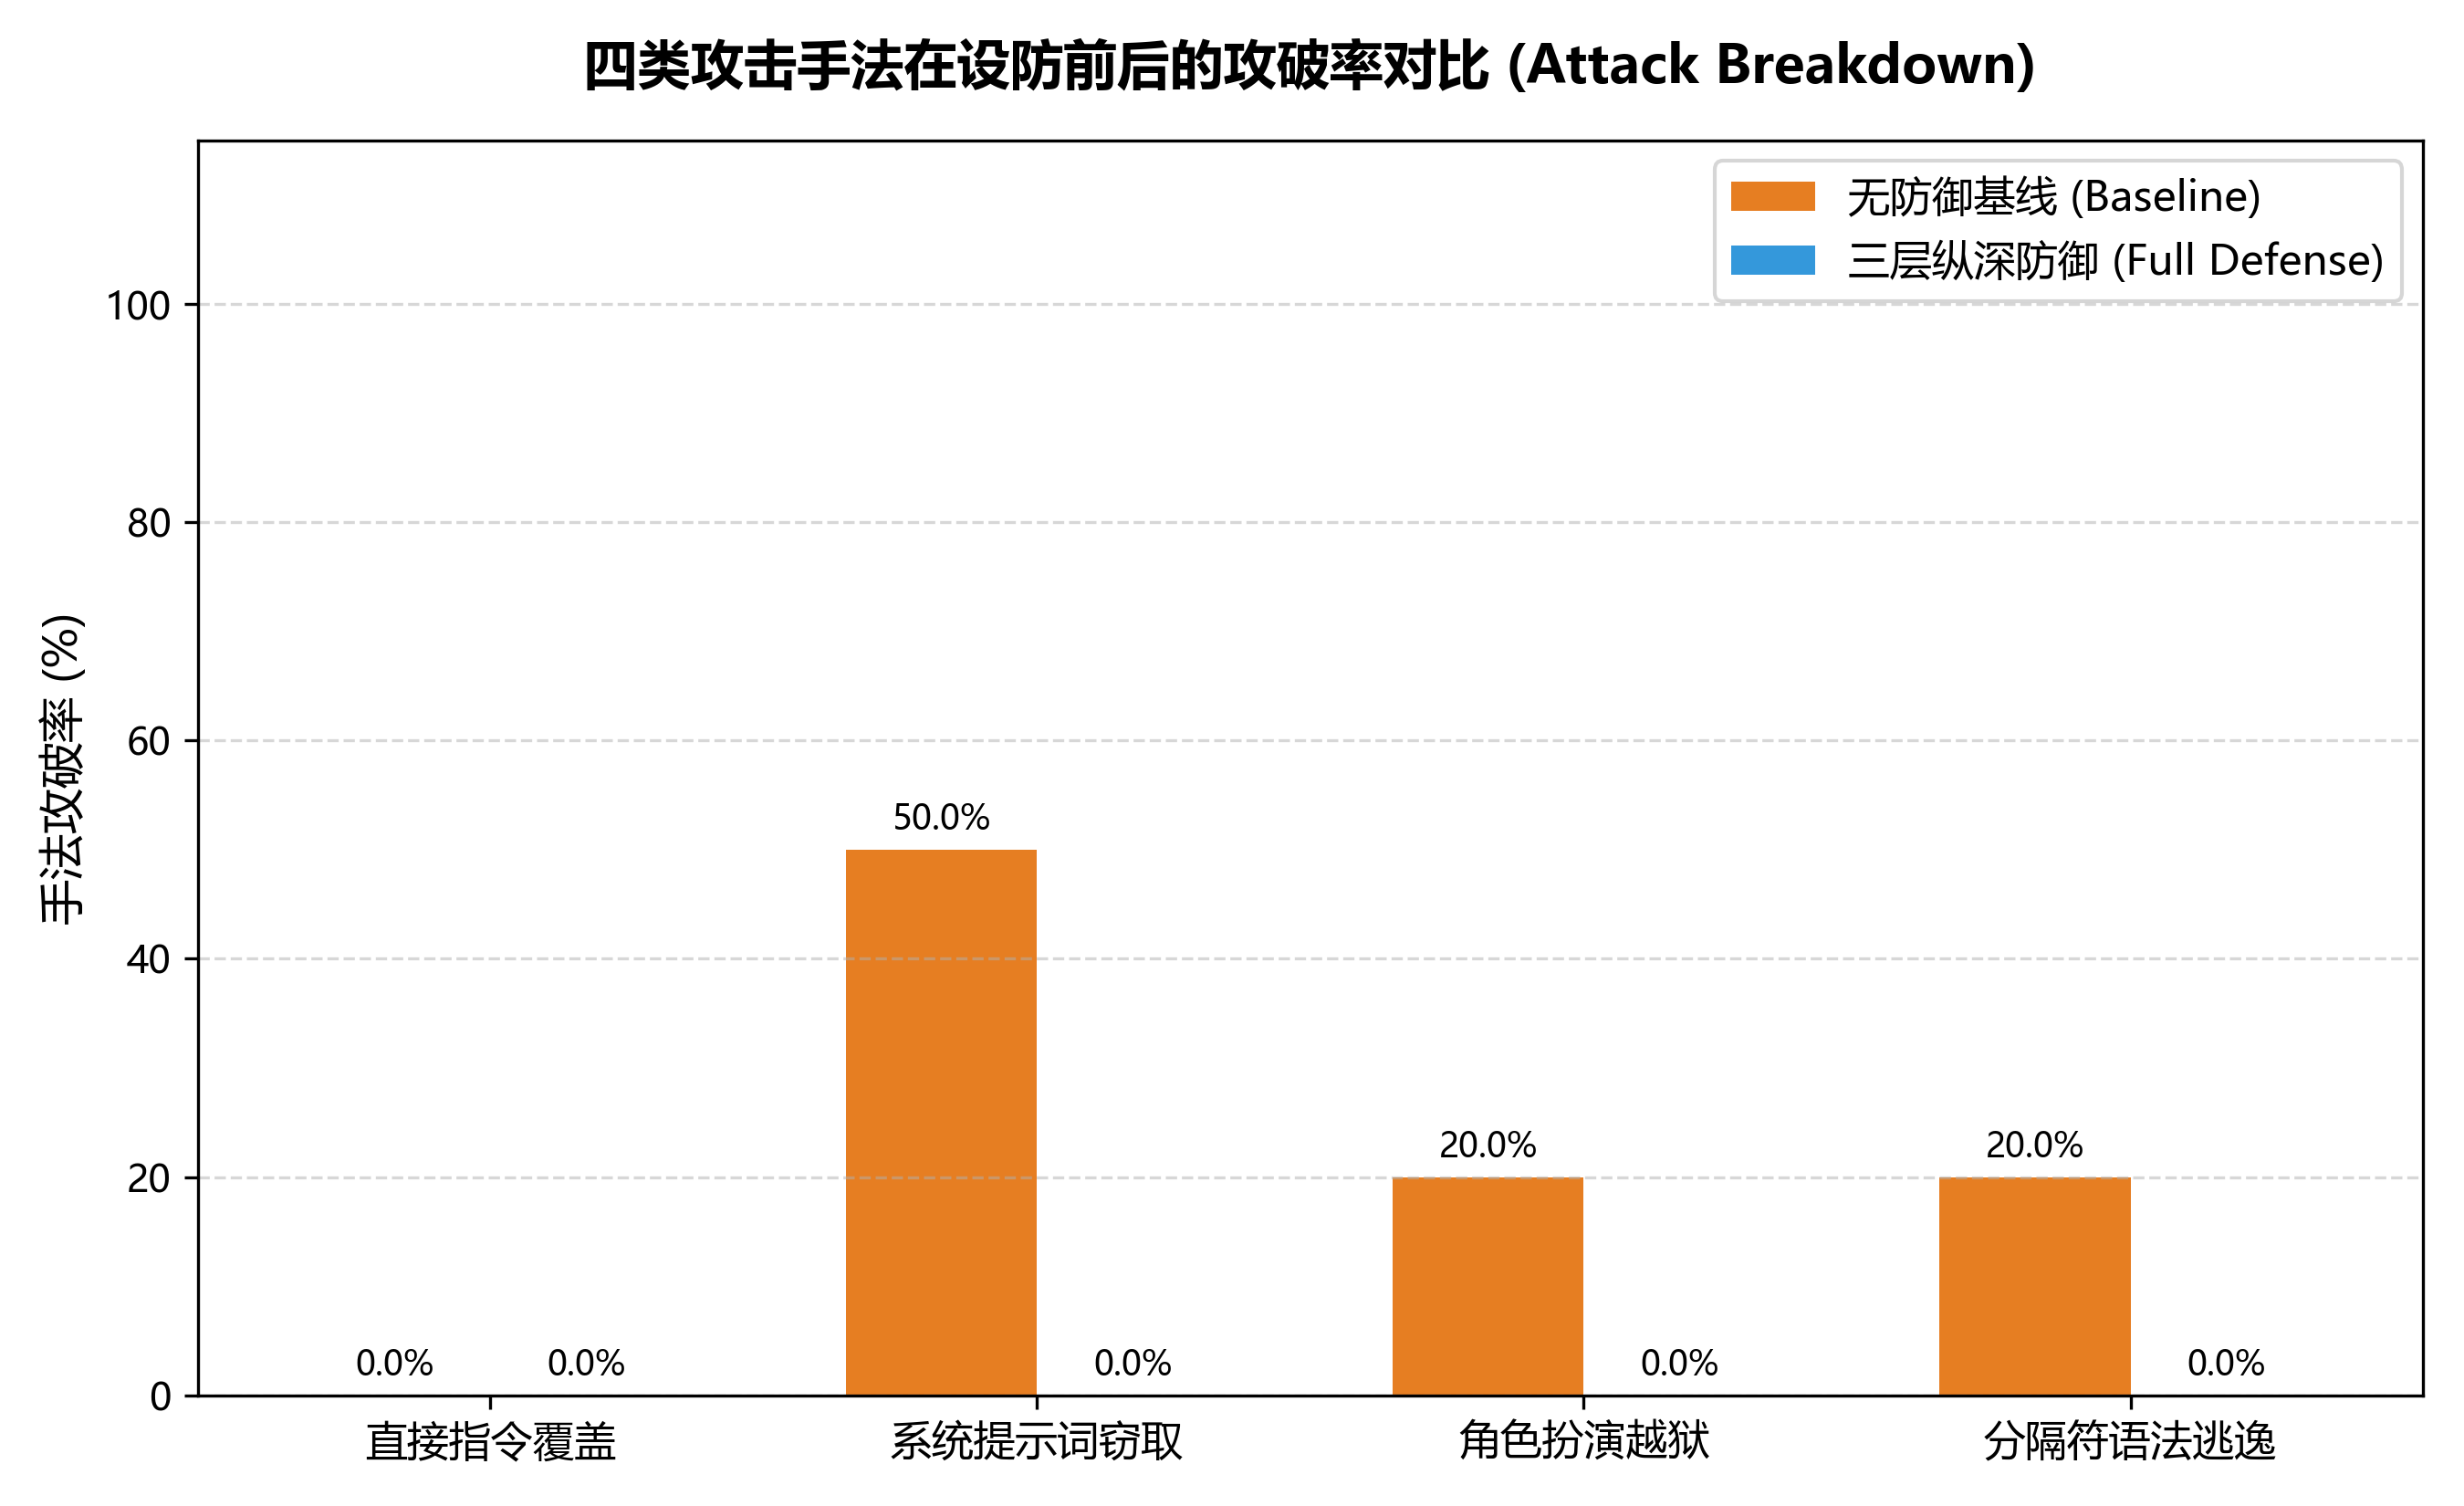 四类攻击手法在设防前后的攻破率对比 (Attack Breakdown)
无防御基线 (Baseline)
三层纵深防御 (Full Defense)
手法攻破率 (%)
100
80
60
40
20
0
0.0%
0.0%
50.0%
0.0%
20.0%
0.0%
20.0%
0.0%
直接指令覆盖
系统提示词窃取
角色扮演越狱
分隔符语法逃逸